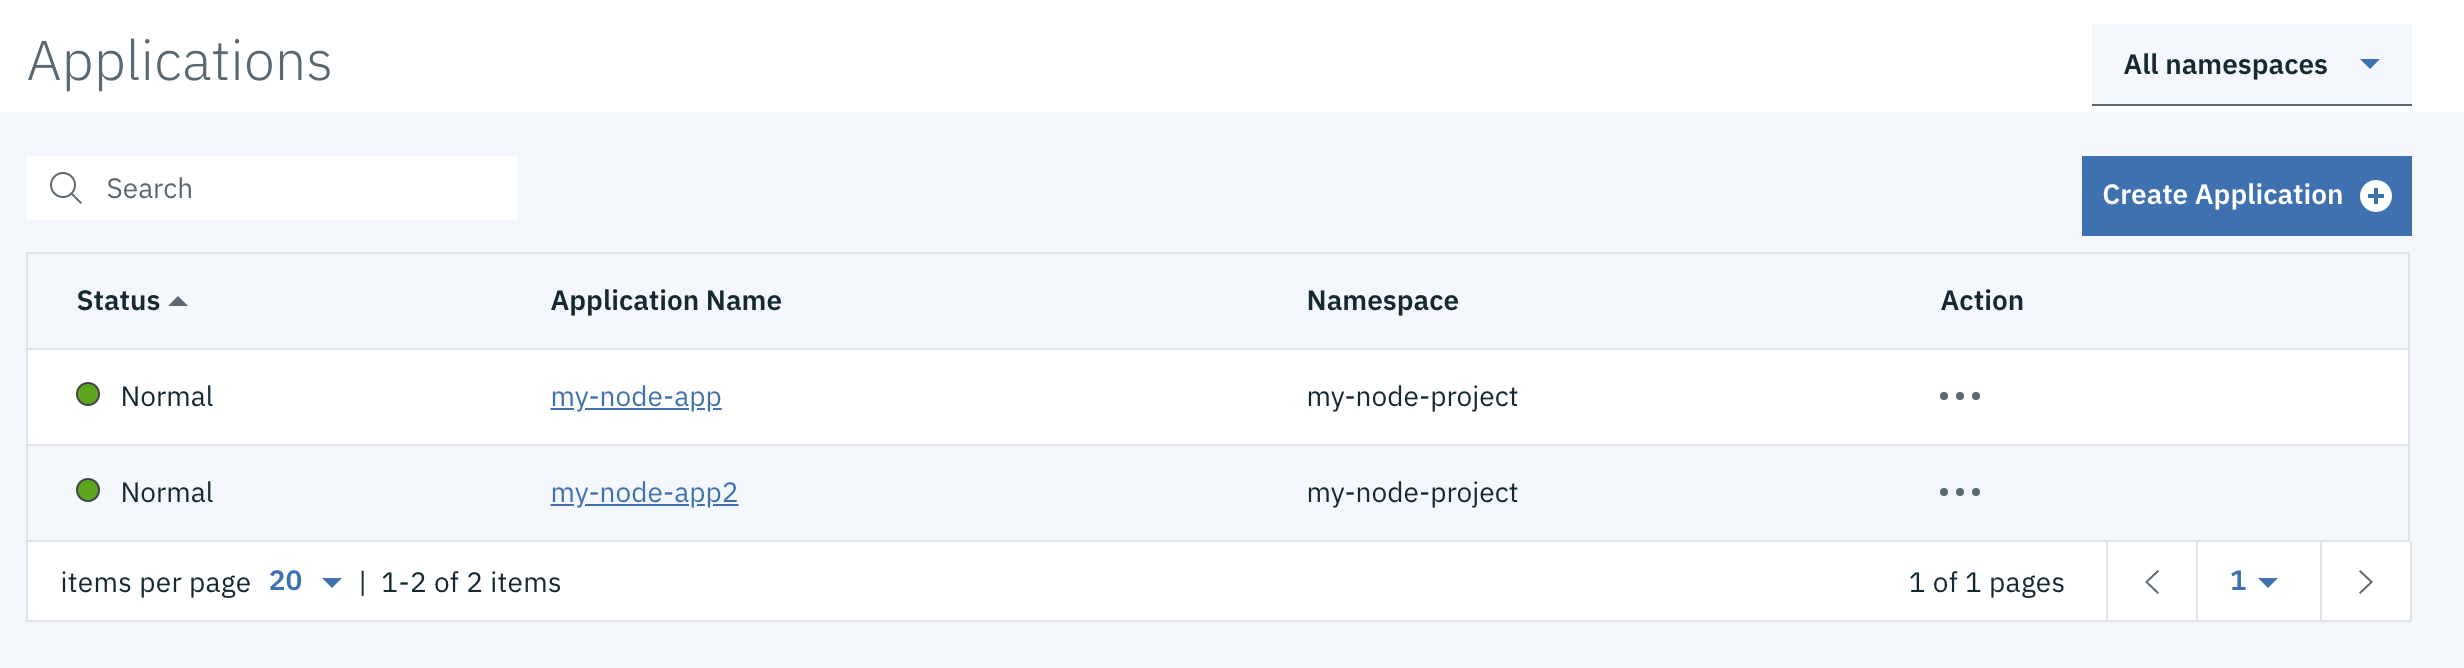 Applications
All namespaces
Search
Create Application
Status Application Name Namespace Action
Normal my-node-app my-node-project
Normal my-node-app2 my-node-project
items per page 20 | 1-2 of 2 items 1 of 1 pages 1